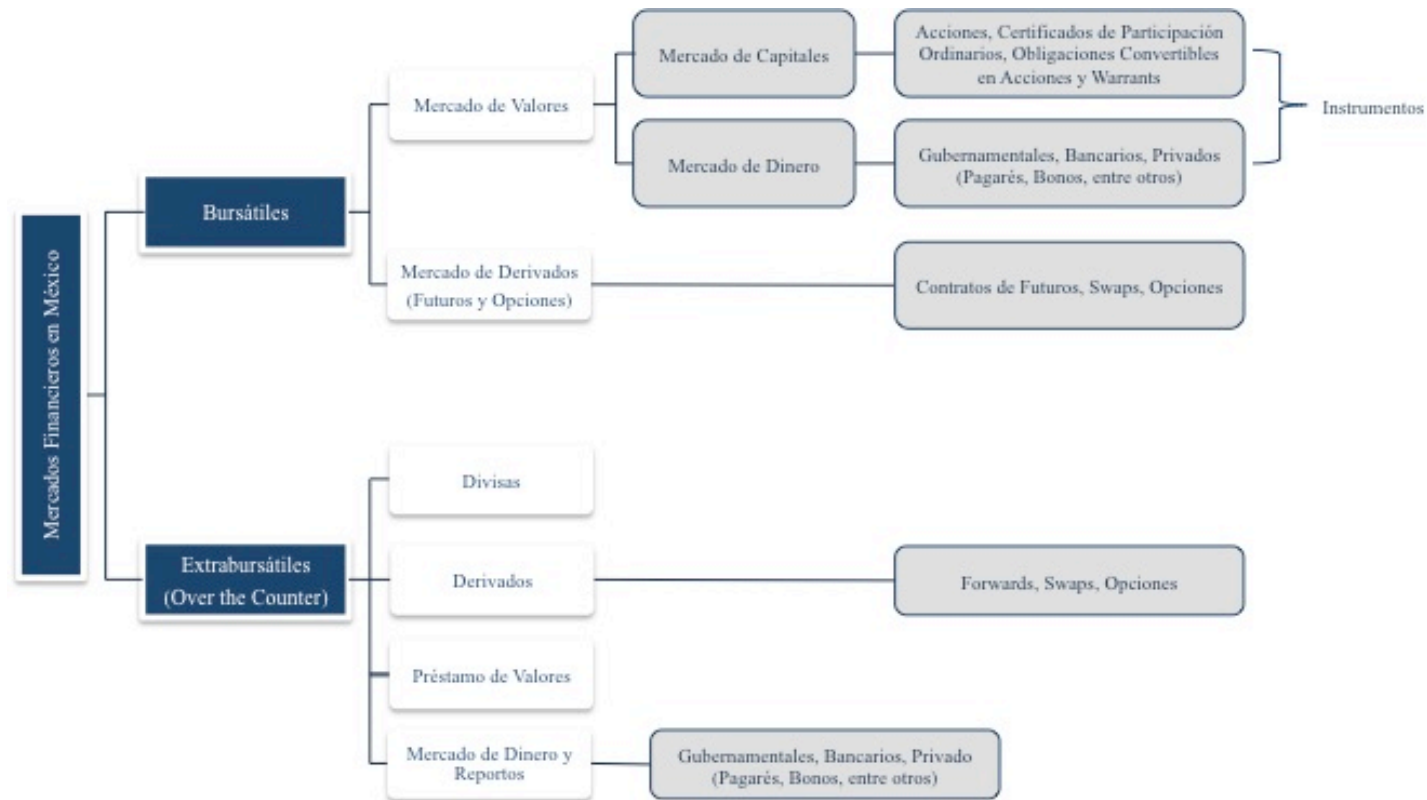 Mercados Financieros en México
Bursátiles
Mercado de Valores
Mercado de Capitales
Acciones, Certificados de Participación
Ordinarios, Obligaciones Convertibles
en Acciones y Warrants
Instrumentos
Mercado de Dinero
Gubernamentales, Bancarios, Privados
(Pagarés, Bonos, entre otros)
Mercado de Derivados
(Futuros y Opciones)
Contratos de Futuros, Swaps, Opciones
Extrabursátiles
(Over the Counter)
Divisas
Derivados
Forwards, Swaps, Opciones
Préstamo de Valores
Mercado de Dinero y
Reportos
Gubernamentales, Bancarios, Privado
(Pagarés, Bonos, entre otros)